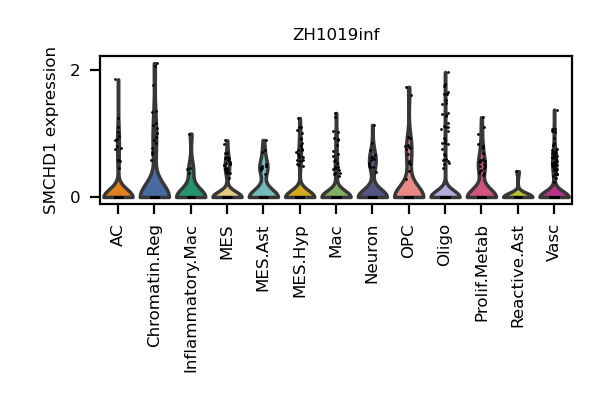 ZH1019inf
SMCHD1 expression
2
0
AC
Chromatin.Reg
Inflammatory.Mac
MES
MES.Ast
MES.Hyp
Mac
Neuron
OPC
Oligo
Prolif.Metab
Reactive.Ast
Vasc